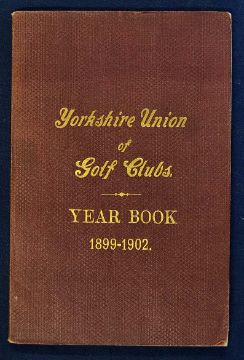 Yorkshire Union
of
Golf Clubs.
YEAR BOOK
1899-1902.